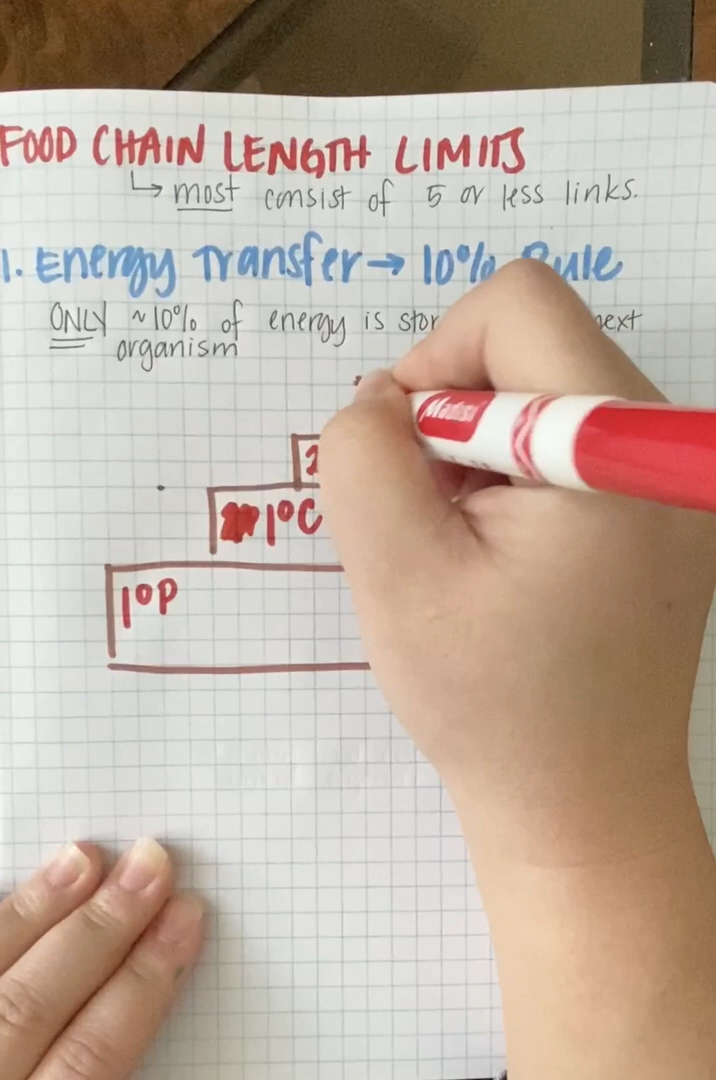 FOOD CHAIN LENGTH LIMITS
↳ most consist of 5 or less links.
1. Energy Transfer → 10% Rule
ONLY ~10% of energy is
organism
1°C
1°P